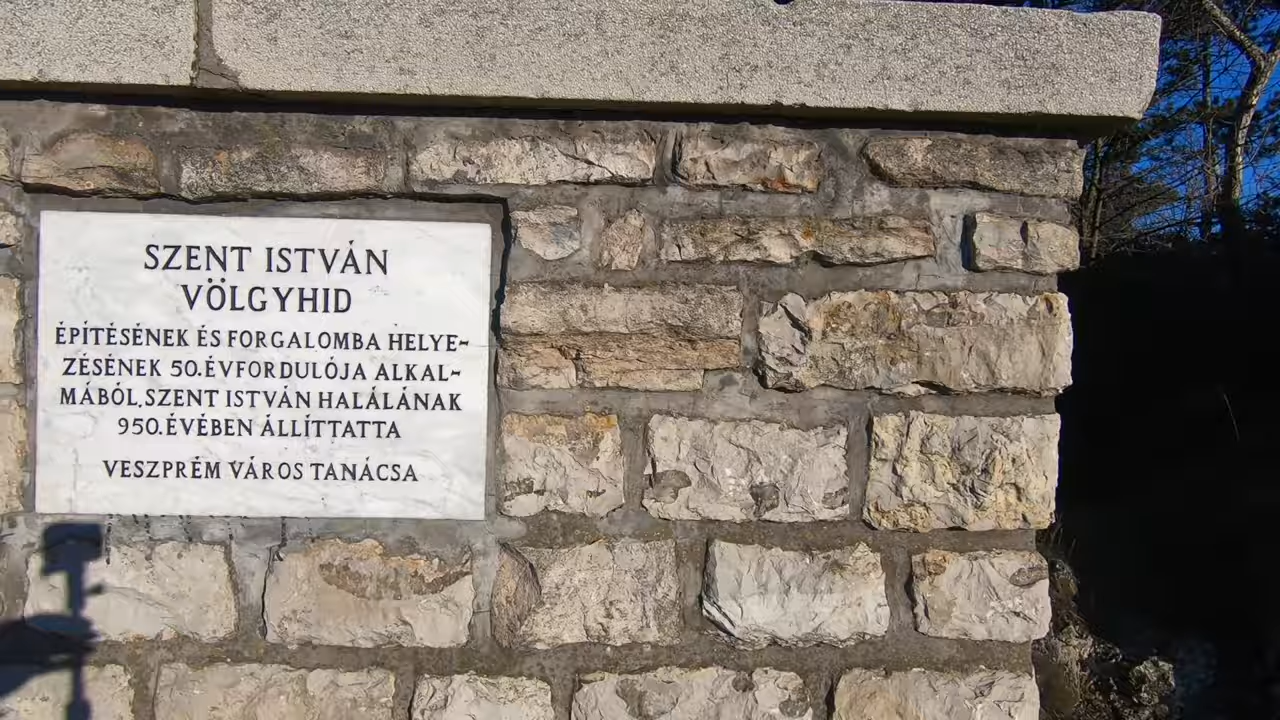 SZENT ISTVÁN
VÖLGYHID
ÉPÍTÉSÉNEK ÉS FORGALOMBA HELYE-
ZÉSÉNEK 50.ÉVFORDULÓJA ALKAL-
MÁBÓL,SZENT ISTVÁN HALÁLÁNAK
950.ÉVÉBEN ÁLLÍTTATTA
VESZPRÉM VÁROS TANÁCSA